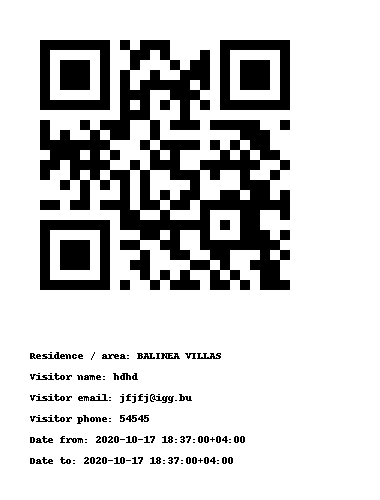 Residence / area: BALINEA VILLAS
Visitor name: hdhd
Visitor email: jfjfj@igg.bu
Visitor phone: 54545
Date from: 2020-10-17 18:37:00+04:00
Date to: 2020-10-17 18:37:00+04:00